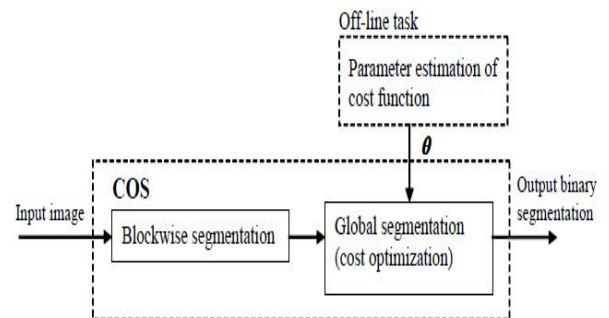 Off-line task
Parameter estimation of
cost function
θ
COS
Input image
Blockwise segmentation
Global segmentation
(cost optimization)
Output binary
segmentation